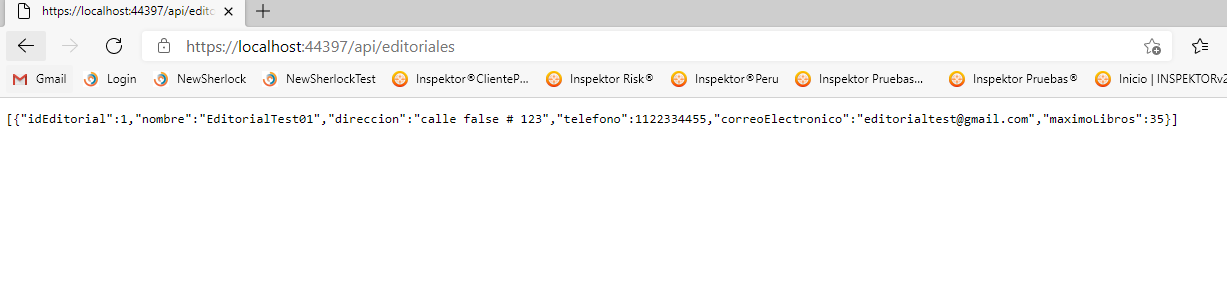 https://localhost:44397/api/edito
https://localhost:44397/api/editoriales
Gmail Login NewSherlock NewSherlockTest Inspektor®ClienteP... Inspektor Risk® Inspektor®Peru Inspektor Pruebas... Inspektor Pruebas® Inicio | INSPEKTORv2
[{"idEditorial":1,"nombre":"EditorialTest01","direccion":"calle false # 123","telefono":1122334455,"correoElectronico":"editorialtest@gmail.com","maximoLibros":35}]